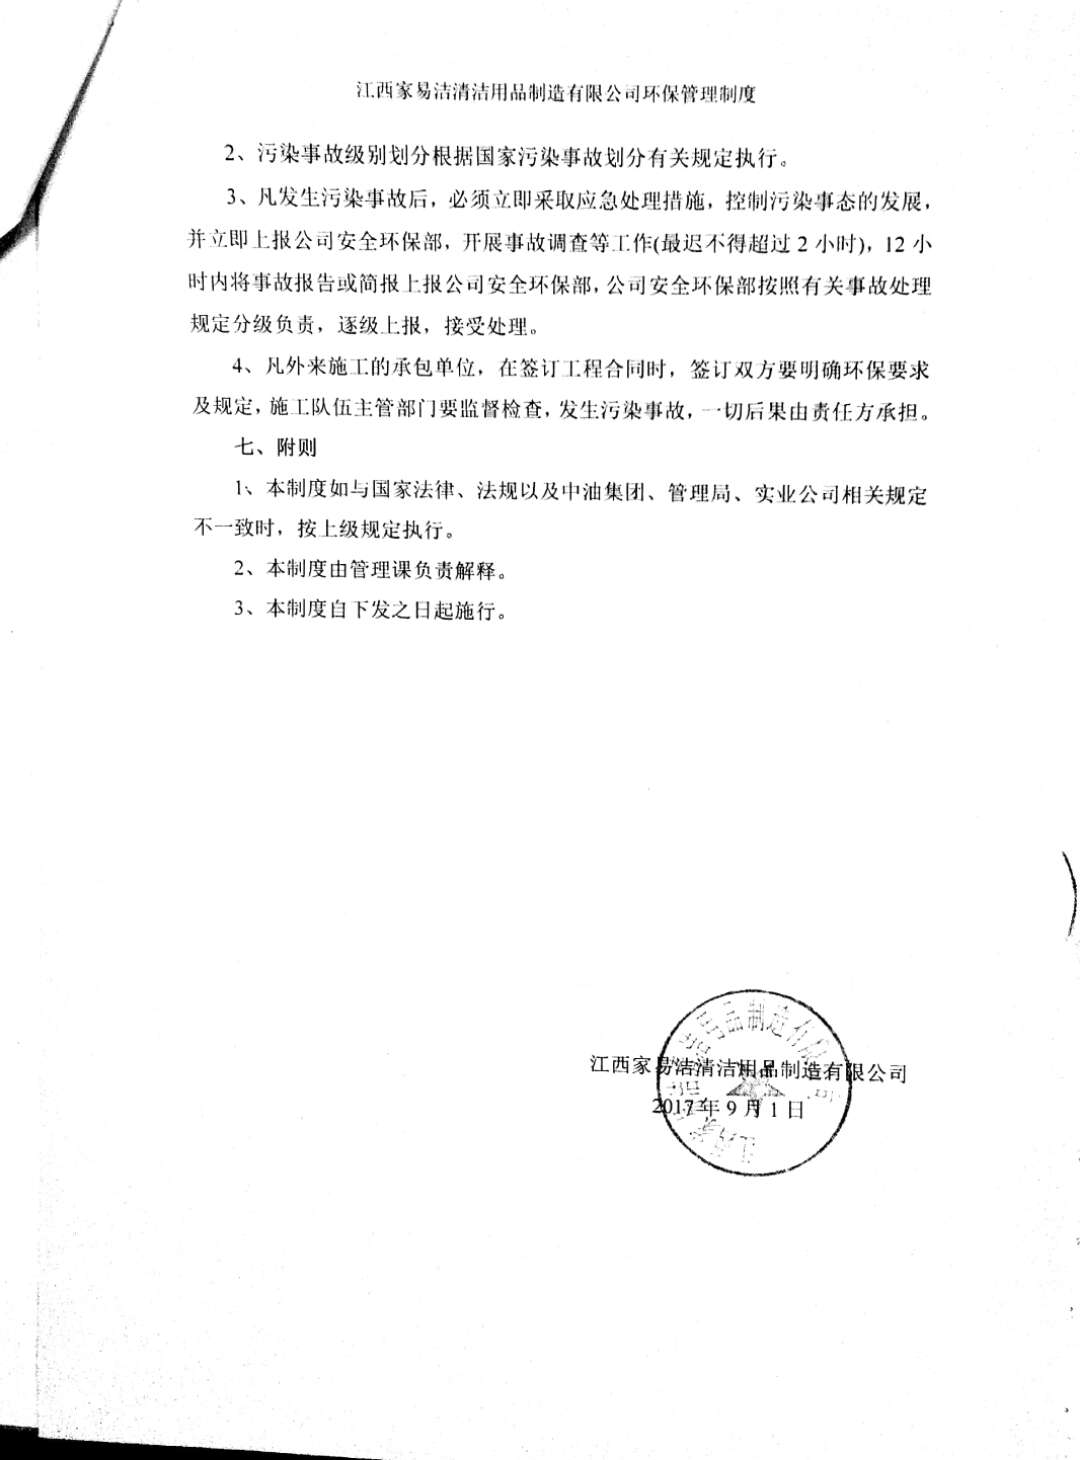 江西家易洁清洁用品制造有限公司环保管理制度
2、污染事故级别划分根据国家污染事故划分有关规定执行。
3、凡发生污染事故后，必须立即采取应急处理措施，控制污染事态的发展，
并立即上报公司安全环保部，开展事故调查等工作(最迟不得超过 2 小时)，12 小
时内将事故报告或简报上报公司安全环保部，公司安全环保部按照有关事故处理
规定分级负责，逐级上报，接受处理。
4、凡外来施工的承包单位，在签订工程合同时，签订双方要明确环保要求
及规定，施工队伍主管部门要监督检查，发生污染事故，一切后果由责任方承担。
七、附则
1、本制度如与国家法律、法规以及中油集团、管理局、实业公司相关规定
不一致时，按上级规定执行。
2、本制度由管理课负责解释。
3、本制度自下发之日起施行。
江西家易洁清洁用品制造有限公司
2017 年 9 月 1 日